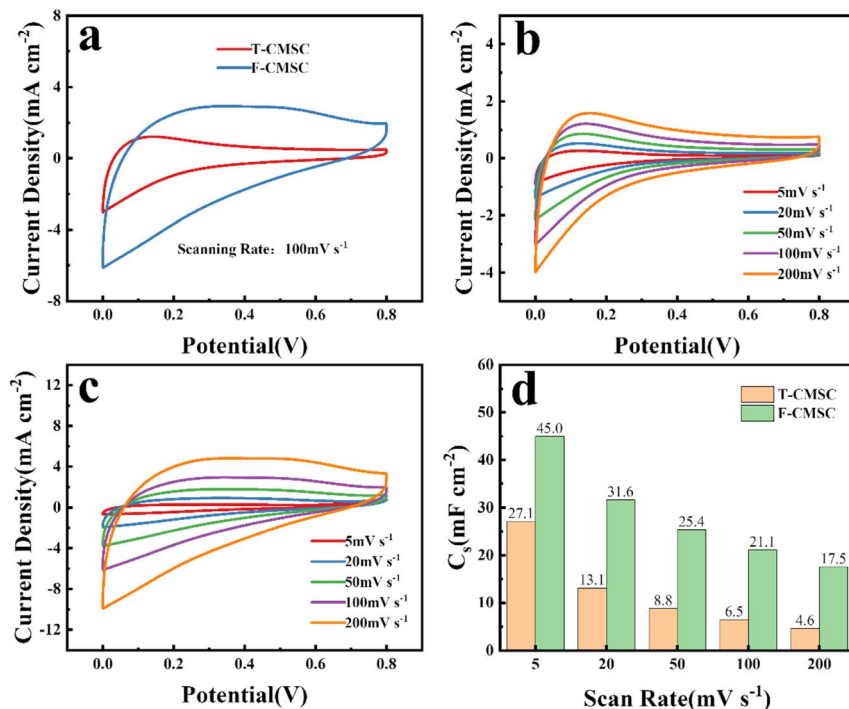 a
T-CMSC
F-CMSC
Scanning Rate: 100mV s⁻¹
Current Density(mA cm⁻²)
8
4
0
-4
-8
0.0 0.2 0.4 0.6 0.8
Potential(V)
b
5mV s⁻¹
20mV s⁻¹
50mV s⁻¹
100mV s⁻¹
200mV s⁻¹
Current Density(mA cm⁻²)
4
2
0
-2
-4
0.0 0.2 0.4 0.6 0.8
Potential(V)
c
5mV s⁻¹
20mV s⁻¹
50mV s⁻¹
100mV s⁻¹
200mV s⁻¹
Current Density(mA cm⁻²)
12
8
4
0
-4
-8
-12
0.0 0.2 0.4 0.6 0.8
Potential(V)
d
T-CMSC
F-CMSC
Cₛ(mF cm⁻²)
60
50
40
30
20
10
0
27.1 45.0 13.1 31.6 8.8 25.4 6.5 21.1 4.6 17.5
5 20 50 100 200
Scan Rate(mV s⁻¹)